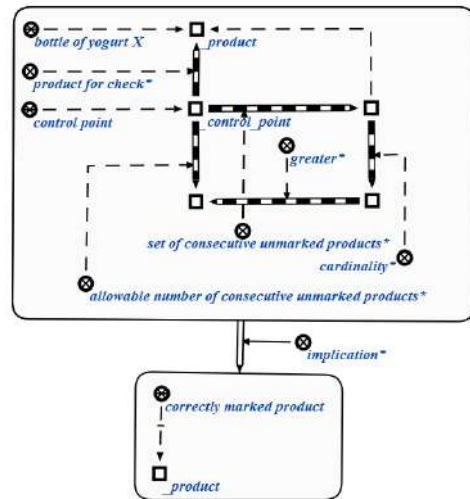 bottle of yogurt X
_product
product for check*
control point
_control_point
greater*
set of consecutive unmarked products*
cardinality*
allowable number of consecutive unmarked products*
implication*
correctly marked product
_product